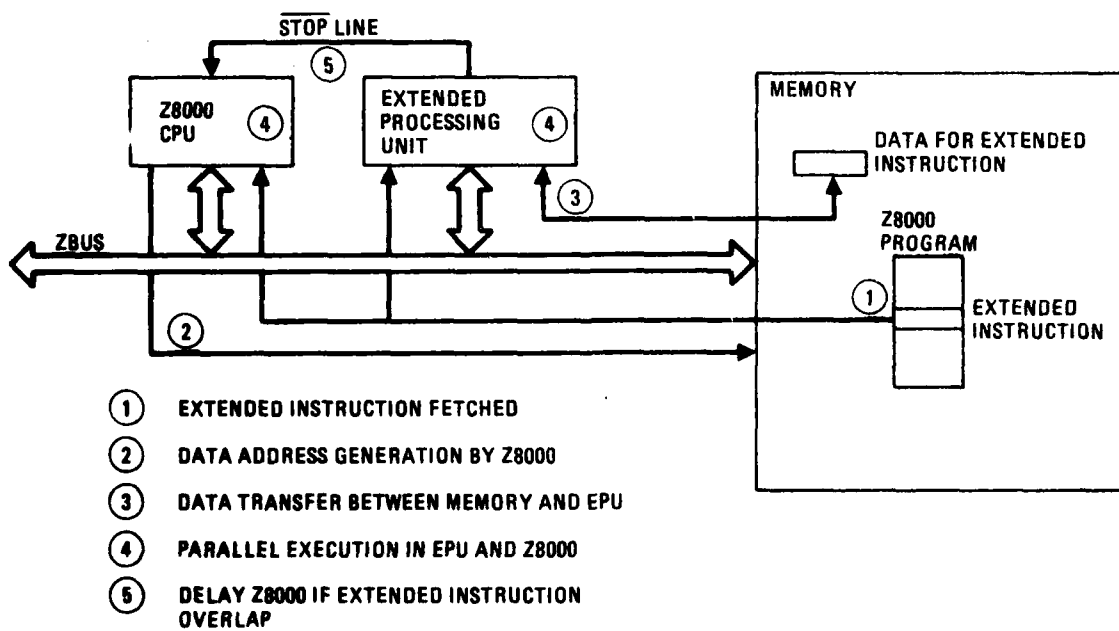 STOP LINE
5
Z8000
CPU
4
EXTENDED
PROCESSING
UNIT
4
MEMORY
DATA FOR EXTENDED
INSTRUCTION
3
Z8000
PROGRAM
ZBUS
1
EXTENDED
INSTRUCTION
2
1 EXTENDED INSTRUCTION FETCHED
2 DATA ADDRESS GENERATION BY Z8000
3 DATA TRANSFER BETWEEN MEMORY AND EPU
4 PARALLEL EXECUTION IN EPU AND Z8000
5 DELAY Z8000 IF EXTENDED INSTRUCTION
OVERLAP